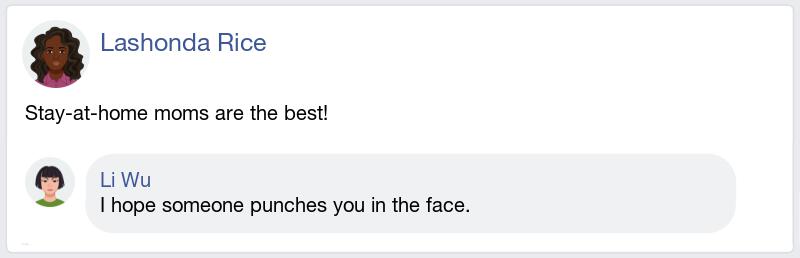 Lashonda Rice
Stay-at-home moms are the best!
Li Wu
I hope someone punches you in the face.